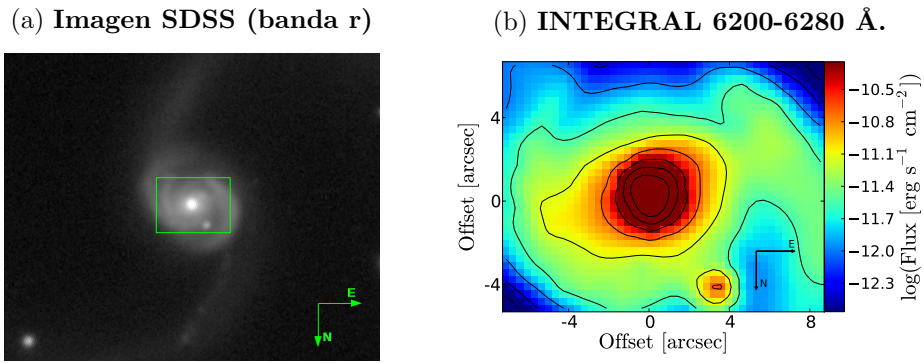 (a) Imagen SDSS (banda r)
E
N
(b) INTEGRAL 6200-6280 Å.
4
0
-4
Offset [arcsec]
-4
0
4
8
Offset [arcsec]
E
N
−10.5
−10.8
−11.1
−11.4
−11.7
−12.0
−12.3
log(Flux [erg s⁻¹ cm⁻²)